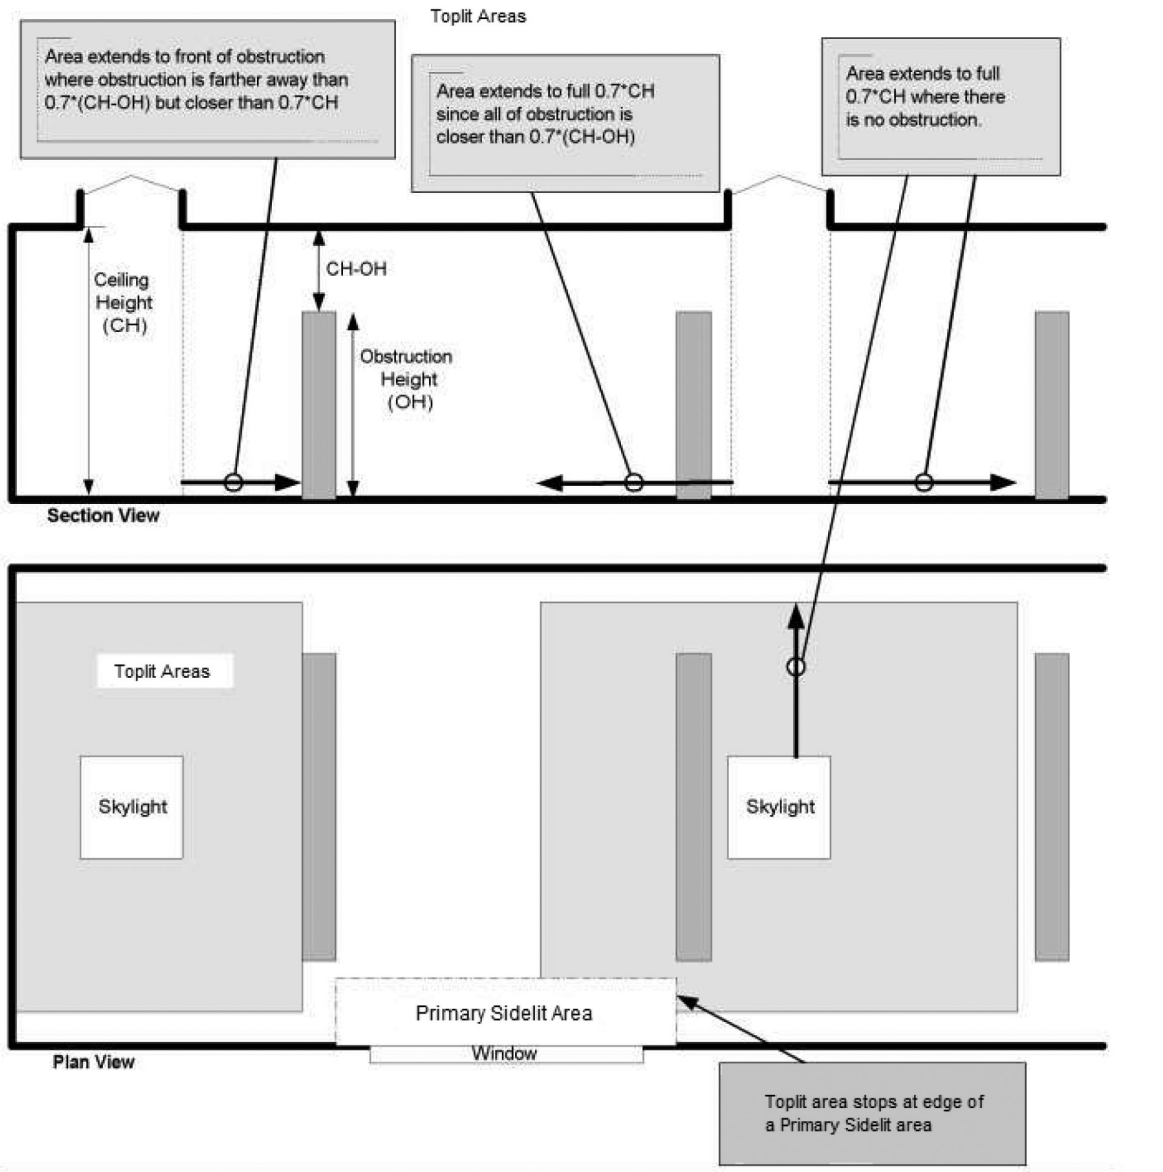 Toplit Areas
Area extends to front of obstruction
where obstruction is farther away than
0.7*(CH-OH) but closer than 0.7*CH
Area extends to full 0.7*CH
since all of obstruction is
closer than 0.7*(CH-OH)
Area extends to full
0.7*CH where there
is no obstruction.
Ceiling
Height
(CH)
CH-OH
Obstruction
Height
(OH)
Section View
Toplit Areas
Skylight
Skylight
Primary Sidelit Area
Window
Plan View
Toplit area stops at edge of
a Primary Sidelit area